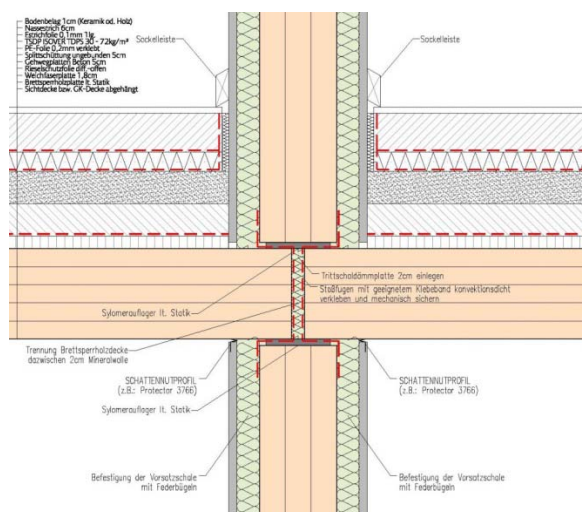 Bodenbelag 1cm (Keramik od. Holz)
Nassestrich 6cm
Estrichfolie 0,1mm 1lg.
TSDP ISOVER TDPS 30 - 72kg/m³
PE-Folie 0,2mm verklebt
Splittschüttung ungebunden 5cm
Gehwegplatten Beton 5cm
Rieselschutzfolie diff.-offen
Weichfaserplatte 1,8cm
Brettsperrholzplatte lt. Statik
Sichtdecke bzw. GK-Decke abgehängt
Sockelleiste
Sockelleiste
Trittschalldämmplatte 2cm einlegen
Stoßfugen mit geeignetem Klebeband konvektionsdicht
verkleben und mechanisch sichern
Sylomerauflager lt. Statik
Trennung Brettsperrholzdecke
dazwischen 2cm Mineralwolle
SCHATTENNUTPROFIL
(z.B.: Protector 3766)
SCHATTENNUTPROFIL
(z.B.: Protector 3766)
Sylomerauflager lt. Statik
Befestigung der Vorsatzschale
mit Federbügeln
Befestigung der Vorsatzschale
mit Federbügeln